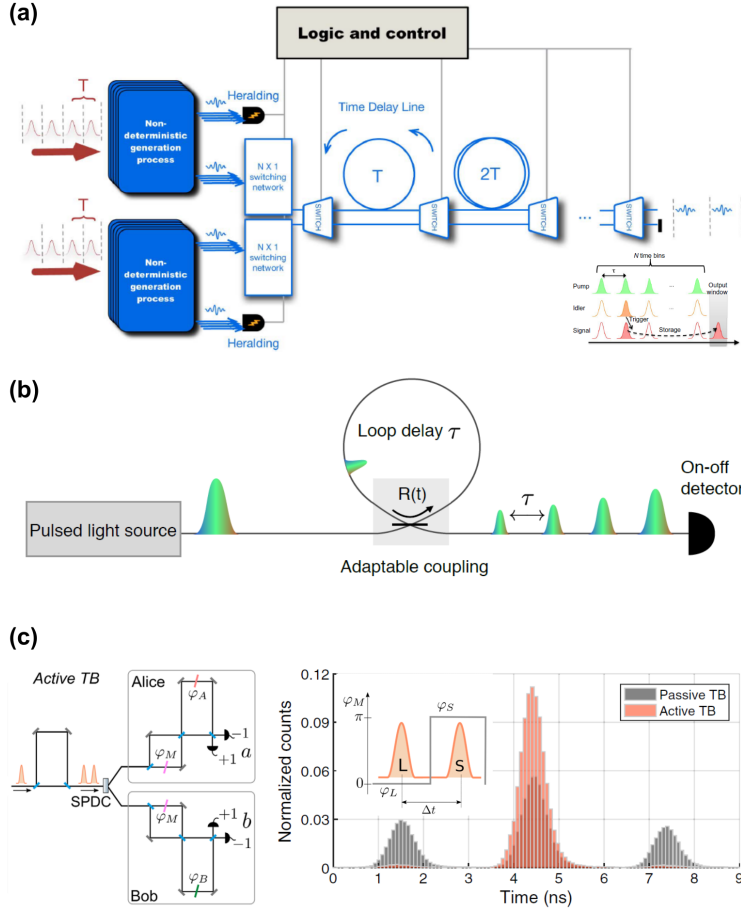 (a)
Logic and control
T
Heralding
Non-
deterministic
generation
process
N X 1
switching
network
Time Delay Line
T
2T
SWITCH
SWITCH
SWITCH
...
SWITCH
T
Non-
deterministic
generation
process
N X 1
switching
network
Heralding
N time bins
τ
Pump
...
Output
window
Idler
...
Trigger
Signal
...
Storage
(b)
Loop delay τ
R(t)
τ
On-off
detector
Pulsed light source
Adaptable coupling
(c)
Active TB
Alice
φA
−1
+1 a
φM
SPDC
φM
+1 b
−1
φB
Bob
Normalized counts
0.12
0.09
0.06
0.03
0
0 1 2 3 4 5 6 7 8 9
Time (ns)
Passive TB
Active TB
φM
π
0
φS
L
S
φL
Δt